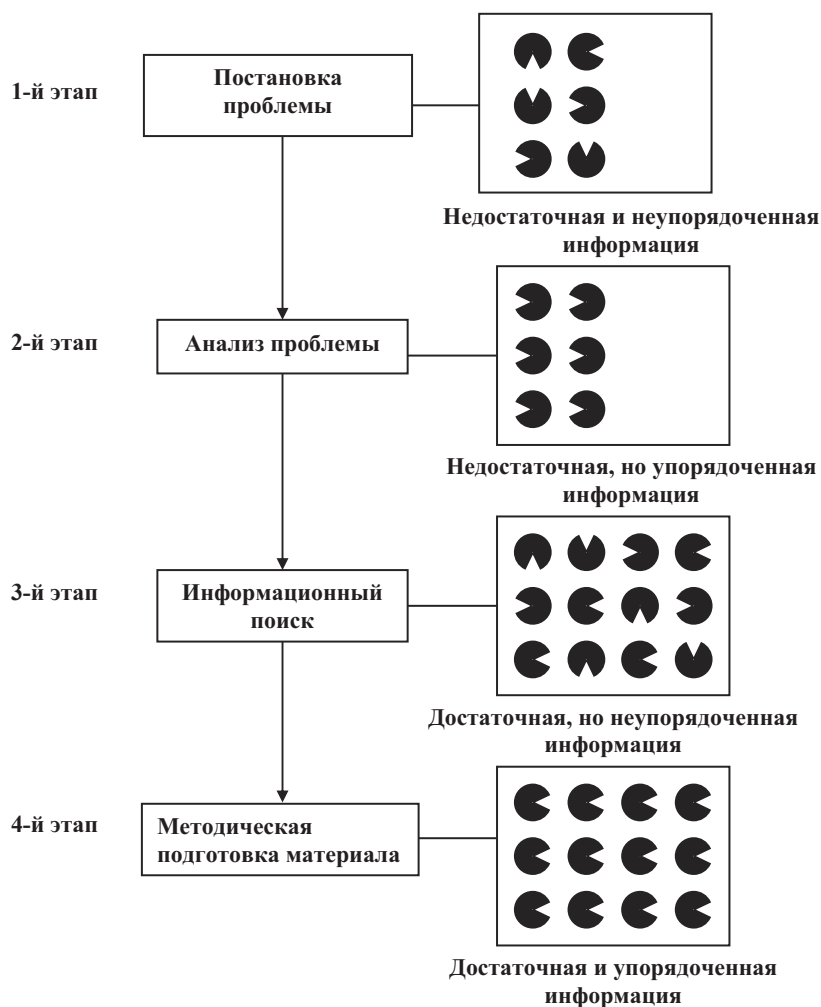 1-й этап
Постановка
проблемы
Недостаточная и неупорядоченная
информация
2-й этап
Анализ проблемы
Недостаточная, но упорядоченная
информация
3-й этап
Информационный
поиск
Достаточная, но неупорядоченная
информация
4-й этап
Методическая
подготовка материала
Достаточная и упорядоченная
информация